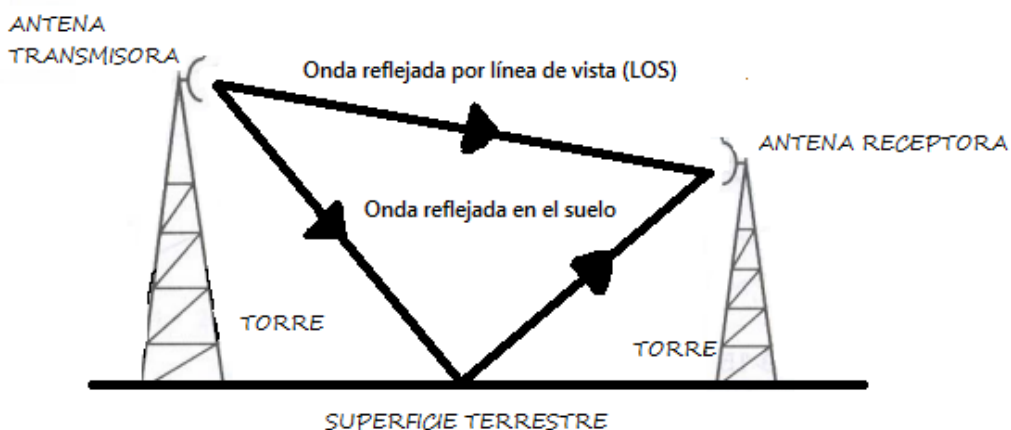 ANTENA
TRANSMISORA
Onda reflejada por línea de vista (LOS)
ANTENA RECEPTORA
Onda reflejada en el suelo
TORRE
TORRE
SUPERFICIE TERRESTRE